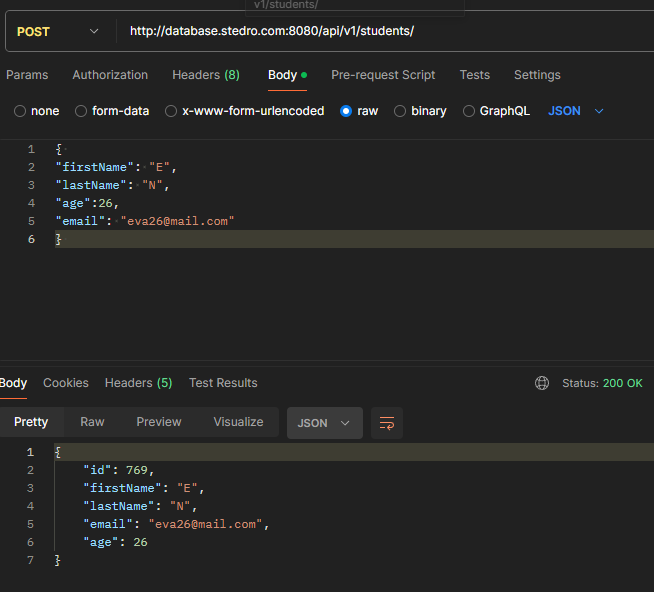 v1/students/
POST http://database.stedro.com:8080/api/v1/students/
Params Authorization Headers (8) Body Pre-request Script Tests Settings
none form-data x-www-form-urlencoded raw binary GraphQL JSON
1 {
2 "firstName": "E",
3 "lastName": "N",
4 "age":26,
5 "email": "eva26@mail.com"
6 }
Body Cookies Headers (5) Test Results Status: 200 OK
Pretty Raw Preview Visualize JSON
1 {
2 "id": 769,
3 "firstName": "E",
4 "lastName": "N",
5 "email": "eva26@mail.com",
6 "age": 26
7 }